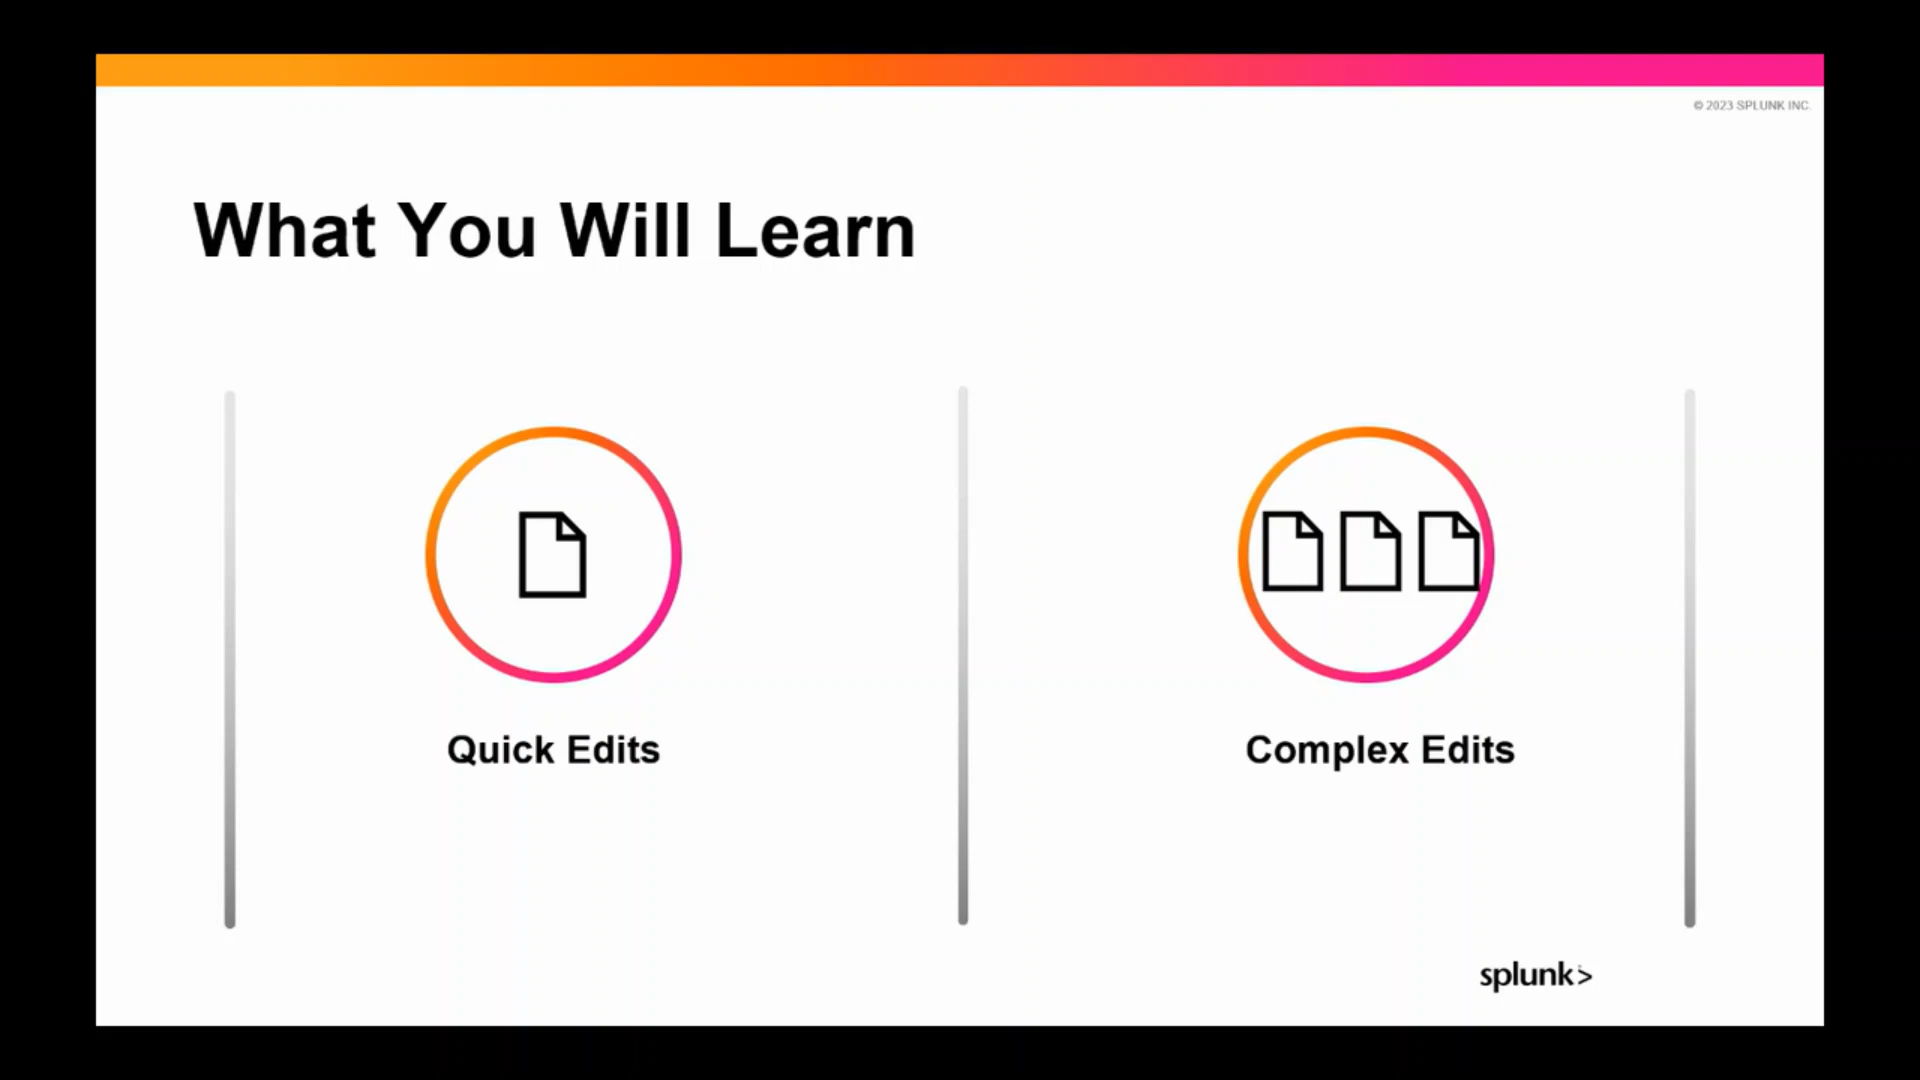 © 2023 SPLUNK INC.
What You Will Learn
Quick Edits
Complex Edits
splunk>